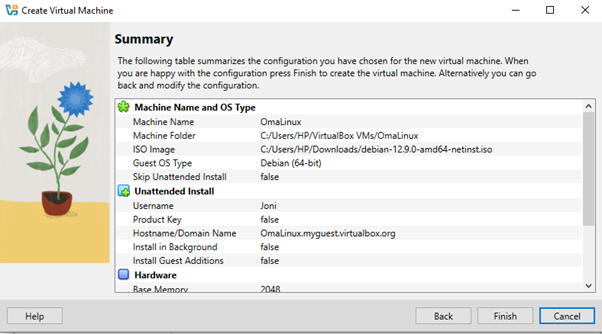 Create Virtual Machine
Summary
The following table summarizes the configuration you have chosen for the new virtual machine. When
you are happy with the configuration press Finish to create the virtual machine. Alternatively you can go
back and modify the configuration.
Machine Name and OS Type
Machine Name OmaLinux
Machine Folder C:/Users/HP/VirtualBox VMs/OmaLinux
ISO Image C:/Users/HP/Downloads/debian-12.9.0-amd64-netinst.iso
Guest OS Type Debian (64-bit)
Skip Unattended Install false
Unattended Install
Username Joni
Product Key false
Hostname/Domain Name OmaLinux.myguest.virtualbox.org
Install in Background false
Install Guest Additions false
Hardware
Base Memory 2048
Help Back Finish Cancel